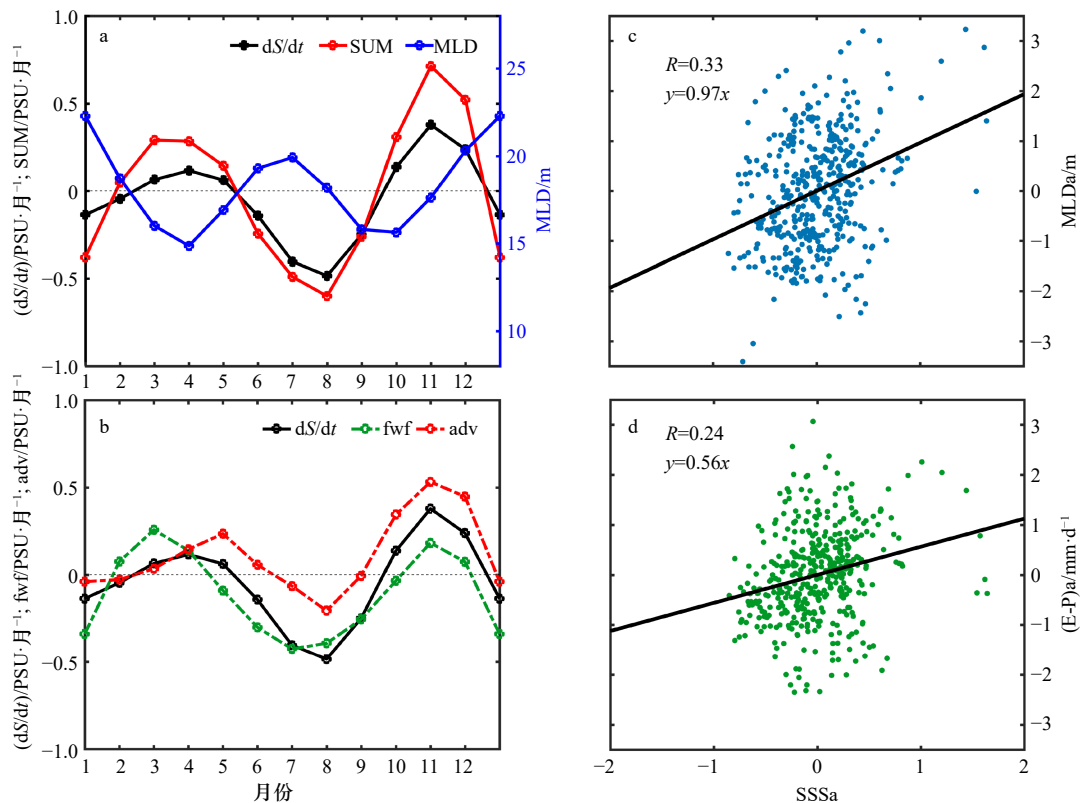 a
dS/dt SUM MLD
1.0
0.5
0
−0.5
−1.0
25
20
15
10
1 2 3 4 5 6 7 8 9 10 11 12
(dS/dt)/PSU·月⁻¹; SUM/PSU·月⁻¹
MLD/m
c
R=0.33
y=0.97x
3
2
1
0
−1
−2
−3
MLDa/m
b
dS/dt fwf adv
1.0
0.5
0
−0.5
−1.0
1 2 3 4 5 6 7 8 9 10 11 12
月份
(dS/dt)/PSU·月⁻¹; fwf/PSU·月⁻¹; adv/PSU·月⁻¹
d
R=0.24
y=0.56x
3
2
1
0
−1
−2
−3
(E-P)a/mm·d⁻¹
−2 −1 0 1 2
SSSa